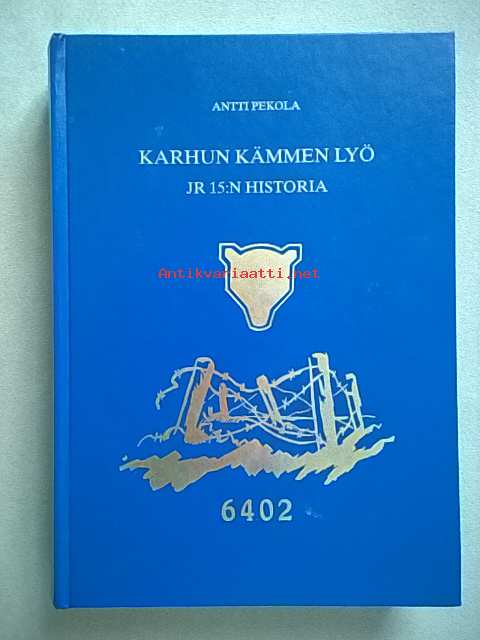 ANTTI PEKOLA
KARHUN KÄMMEN LYÖ
JR 15:N HISTORIA
Antikvariaatti.net
6402